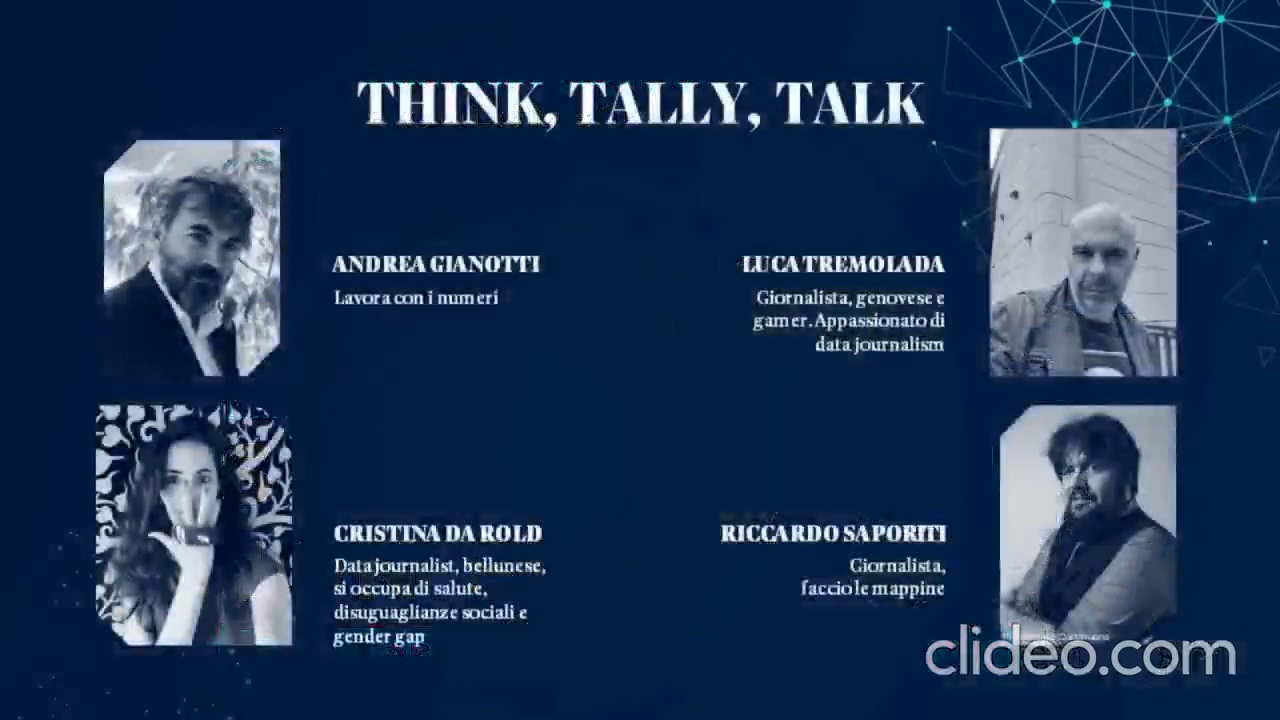 THINK, TALLY, TALK
ANDREA GIANOTTI
Lavora con i numeri
LUCA TREMOLADA
Giornalista, genovese e
gamer. Appassionato di
data journalism
CRISTINA DA ROLD
Data journalist, bellunese,
si occupa di salute,
disuguaglianze sociali e
gender gap
RICCARDO SAPORITI
Giornalista,
faccio le mappine
clideo.com